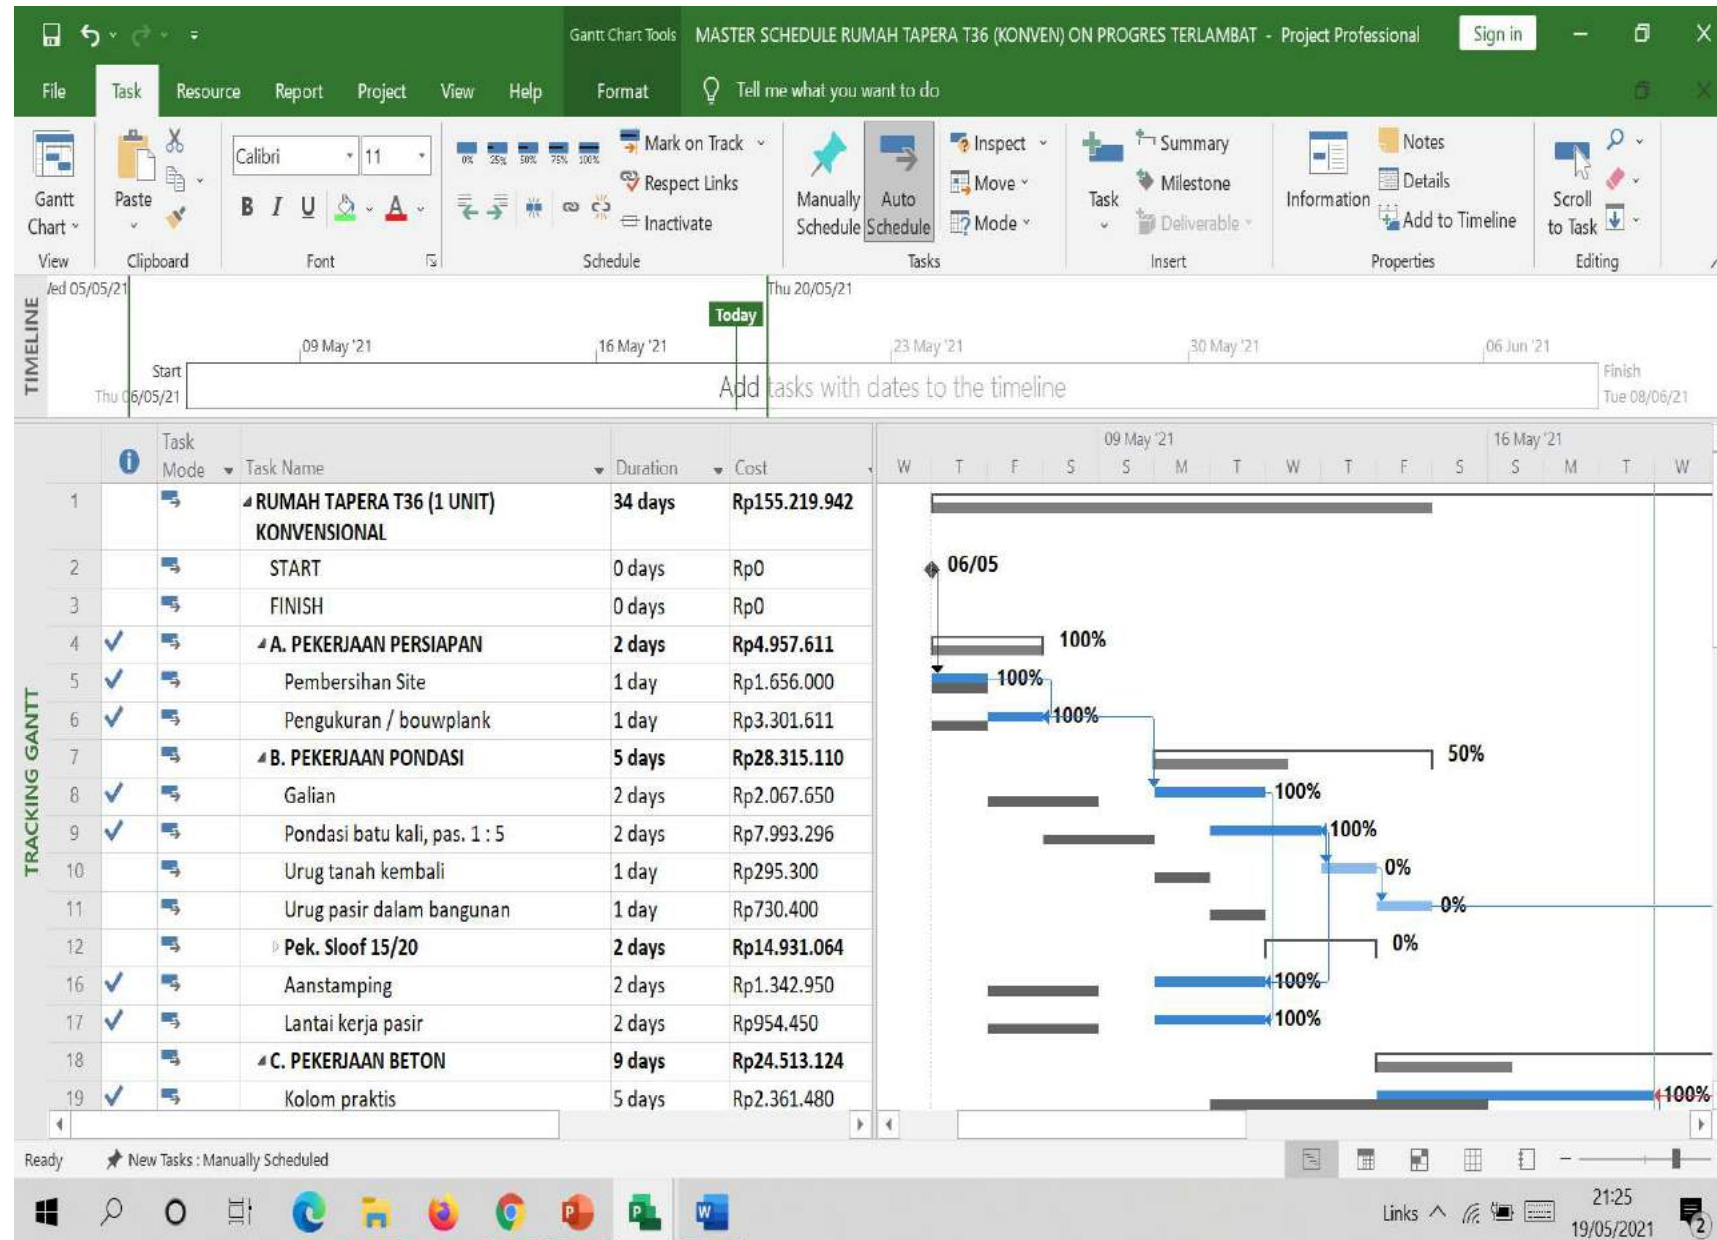 Gantt Chart Tools MASTER SCHEDULE RUMAH TAPERA T36 (KONVEN) ON PROGRES TERLAMBAT - Project Professional Sign in
File Task Resource Report Project View Help Format Tell me what you want to do
Gantt Chart
Paste
Calibri 11
B I U A
0% 25% 50% 75% 100%
Mark on Track
Respect Links
Inactivate
Manually Schedule
Auto Schedule
Inspect
Move
Mode
Task
Summary
Milestone
Deliverable
Information
Notes
Details
Add to Timeline
Scroll to Task
View Clipboard Font Schedule Tasks Insert Properties Editing
TIMELINE
05/05/21
Thu 20/05/21
Today
09 May '21 16 May '21 23 May '21 30 May '21 06 Jun '21
Start
Thu 06/05/21
Add tasks with dates to the timeline
Finish
Tue 08/06/21
TRACKING GANTT
Task Mode Task Name Duration Cost
09 May '21 16 May '21
W T F S S M T W T F S S M T W
1 RUMAH TAPERA T36 (1 UNIT) 34 days Rp155.219.942
KONVENSIONAL
2 START 0 days Rp0 06/05
3 FINISH 0 days Rp0
4 A. PEKERJAAN PERSIAPAN 2 days Rp4.957.611 100%
5 Pembersihan Site 1 day Rp1.656.000 100%
6 Pengukuran / bouwplank 1 day Rp3.301.611 100%
7 B. PEKERJAAN PONDASI 5 days Rp28.315.110 50%
8 Galian 2 days Rp2.067.650 100%
9 Pondasi batu kali, pas. 1 : 5 2 days Rp7.993.296 100%
10 Urug tanah kembali 1 day Rp295.300 0%
11 Urug pasir dalam bangunan 1 day Rp730.400 0%
12 Pek. Sloof 15/20 2 days Rp14.931.064 0%
16 Aanstamping 2 days Rp1.342.950 100%
17 Lantai kerja pasir 2 days Rp954.450 100%
18 C. PEKERJAAN BETON 9 days Rp24.513.124
19 Kolom praktis 5 days Rp2.361.480 100%
Ready New Tasks : Manually Scheduled
Links 21:25
19/05/2021
2